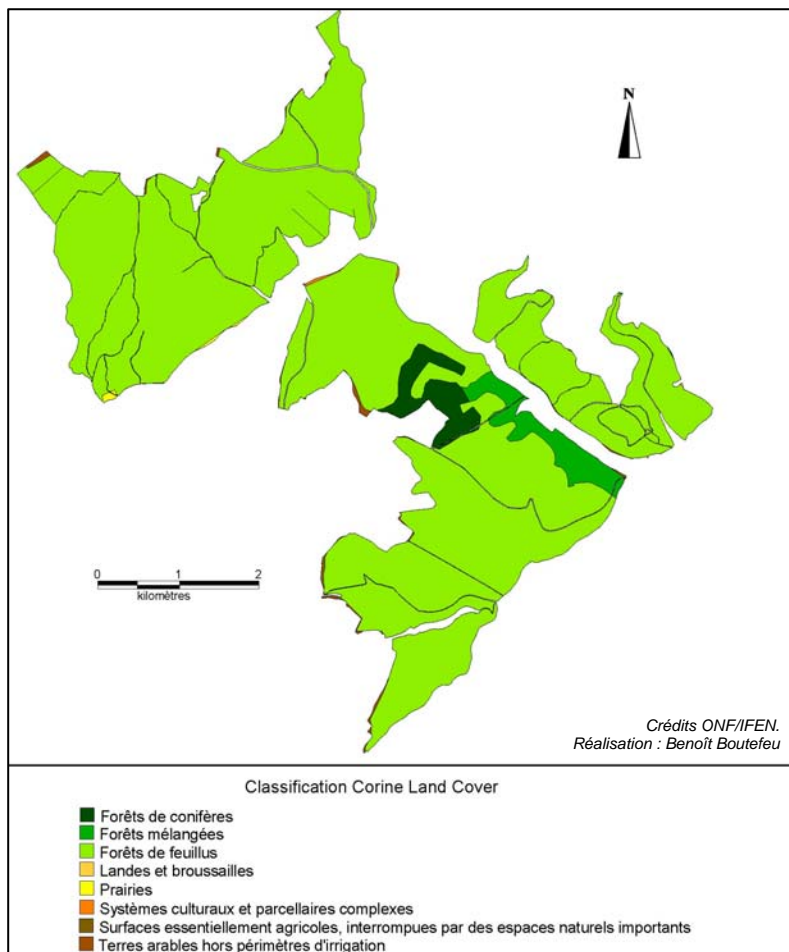 N
0 1 2
kilomètres
Crédits ONF/IFEN.
Réalisation : Benoît Boutefeu
Classification Corine Land Cover
Forêts de conifères
Forêts mélangées
Forêts de feuillus
Landes et broussailles
Prairies
Systèmes culturaux et parcellaires complexes
Surfaces essentiellement agricoles, interrompues par des espaces naturels importants
Terres arables hors périmètres d'irrigation